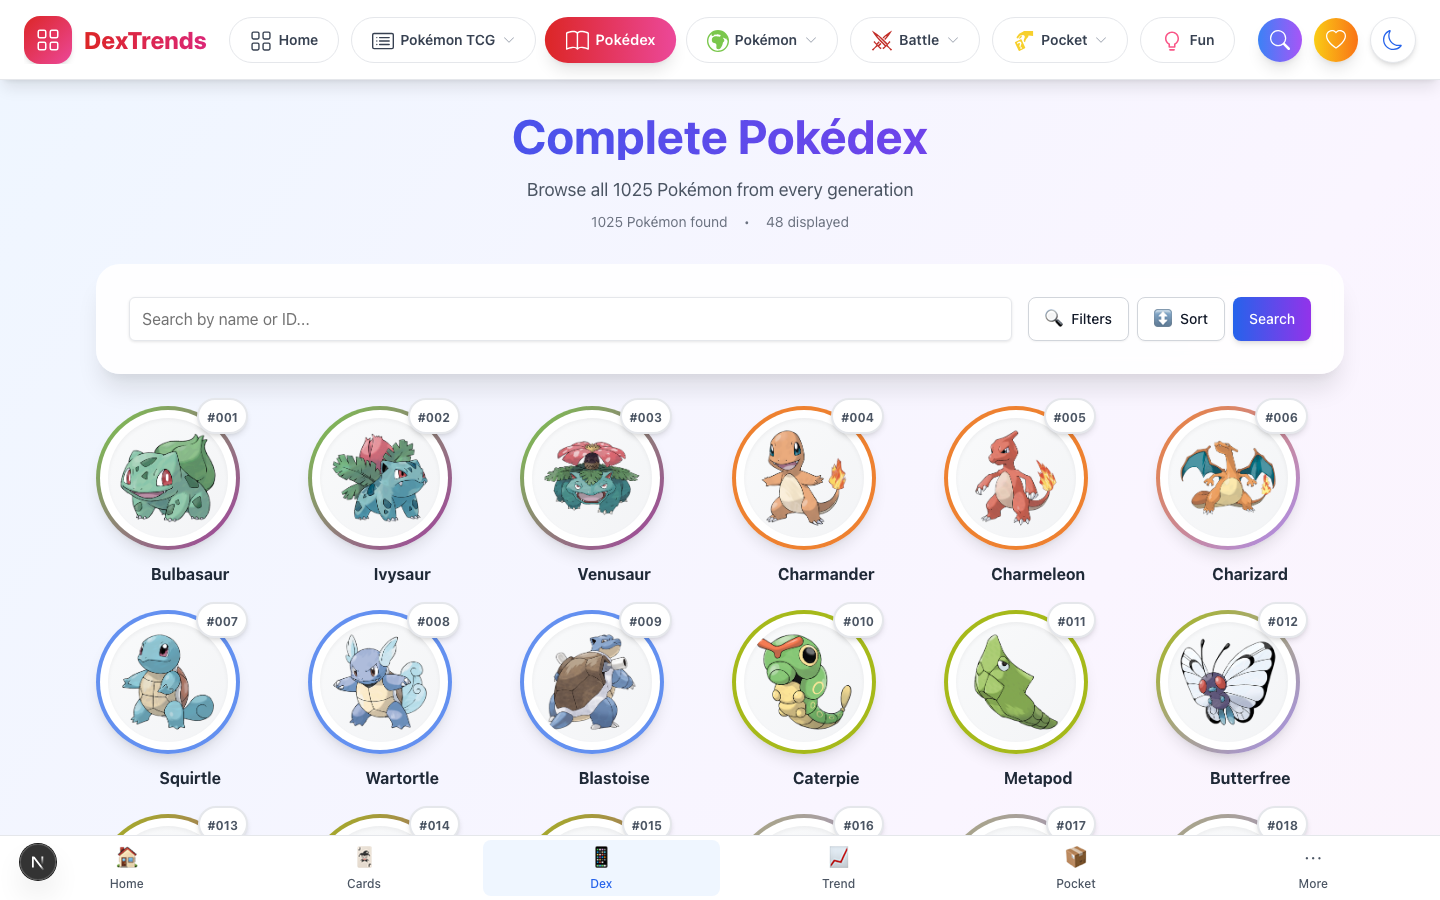 DexTrends
Home
Pokémon TCG
Pokédex
Pokémon
Battle
Pocket
Fun
Complete Pokédex
Browse all 1025 Pokémon from every generation
1025 Pokémon found • 48 displayed
Search by name or ID...
Filters
Sort
Search
#001
#002
#003
#004
#005
#006
Bulbasaur
Ivysaur
Venusaur
Charmander
Charmeleon
Charizard
#007
#008
#009
#010
#011
#012
Squirtle
Wartortle
Blastoise
Caterpie
Metapod
Butterfree
#013
#014
#015
#016
#017
#018
N
Home
Cards
Dex
Trend
Pocket
More